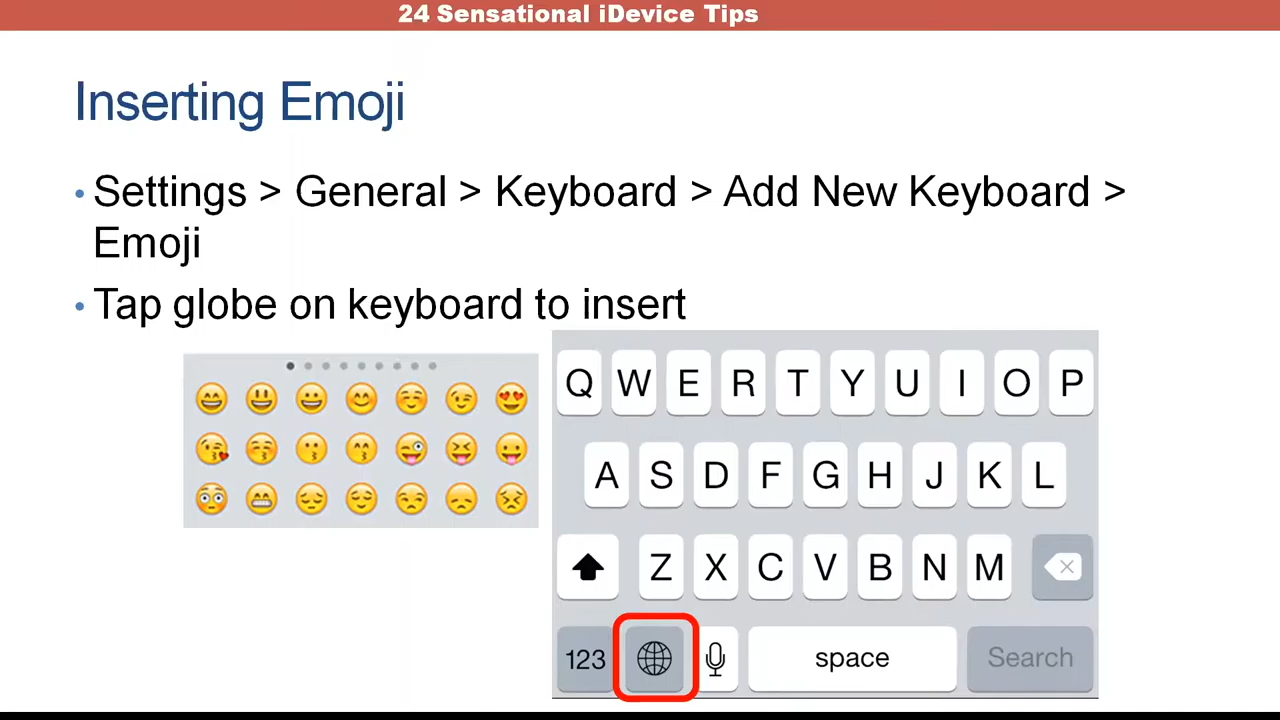 24 Sensational iDevice Tips
Inserting Emoji
• Settings > General > Keyboard > Add New Keyboard >
Emoji
• Tap globe on keyboard to insert
Q W E R T Y U I O P
A S D F G H J K L
Z X C V B N M
123 space Search